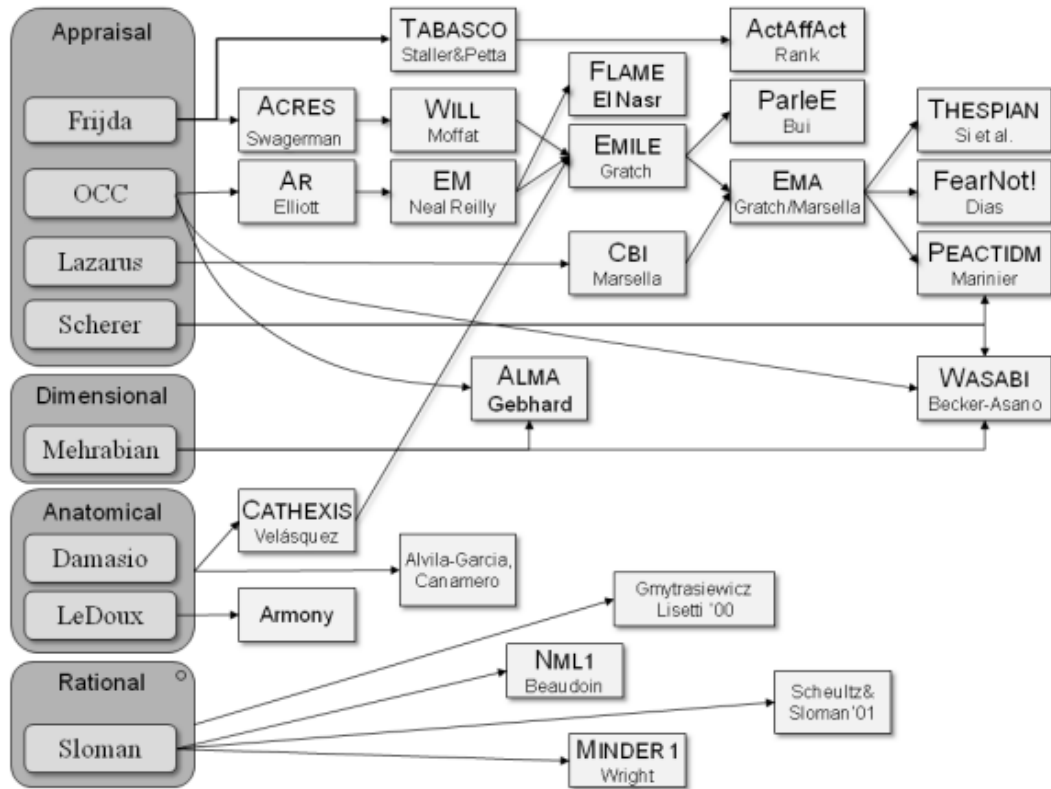 Appraisal
Frijda
OCC
Lazarus
Scherer
Dimensional
Mehrabian
Anatomical
Damasio
LeDoux
Rational
Sloman
TABASCO
Staller&Petta
ActAffAct
Rank
FLAME
El Nasr
ACRES
Swagerman
WILL
Moffat
ParleE
Bui
THESPIAN
Si et al.
EMILE
Gratch
AR
Elliott
EM
Neal Reilly
EMA
Gratch/Marsella
FearNot!
Dias
CBI
Marsella
PEACTIDM
Marinier
ALMA
Gebhard
WASABI
Becker-Asano
CATHEXIS
Velásquez
Alvila-Garcia,
Canamero
Armony
Gmytrasiewicz
Lisetti '00
NML1
Beaudoin
Scheultz&
Sloman'01
MINDER 1
Wright